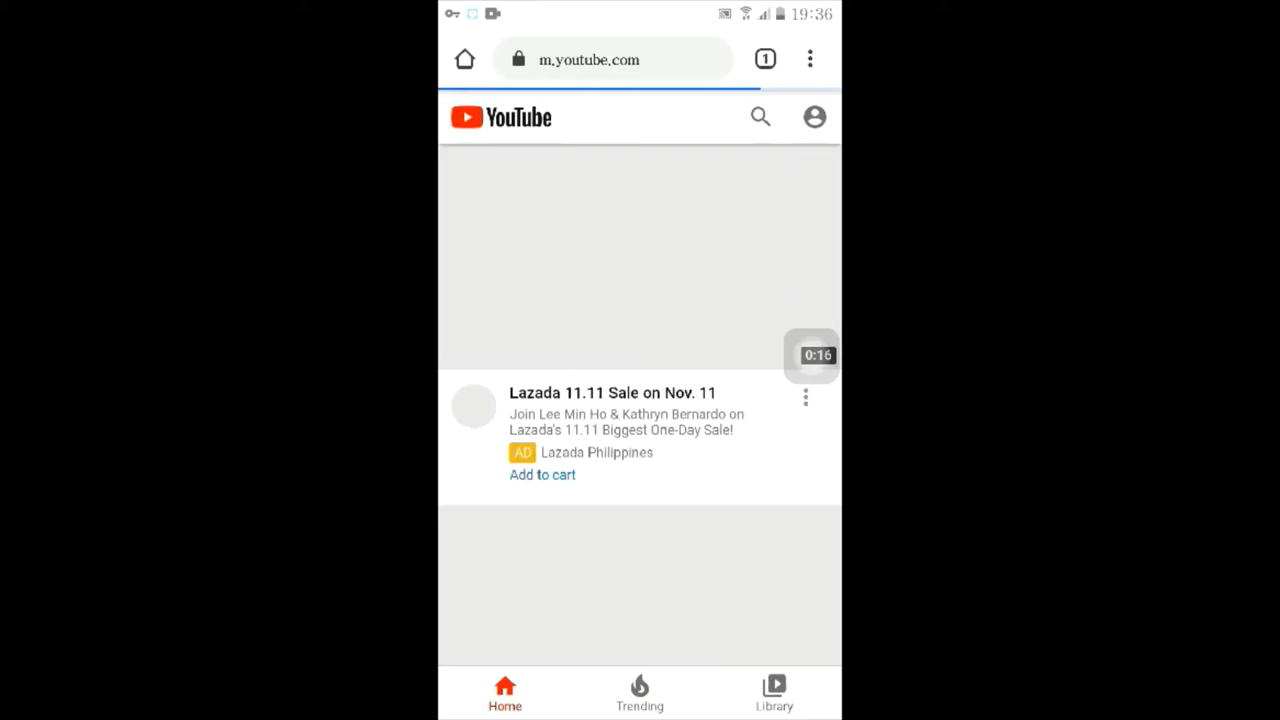 19:36
m.youtube.com
1
YouTube
0:16
Lazada 11.11 Sale on Nov. 11
Join Lee Min Ho & Kathryn Bernardo on
Lazada's 11.11 Biggest One-Day Sale!
AD Lazada Philippines
Add to cart
Home Trending Library